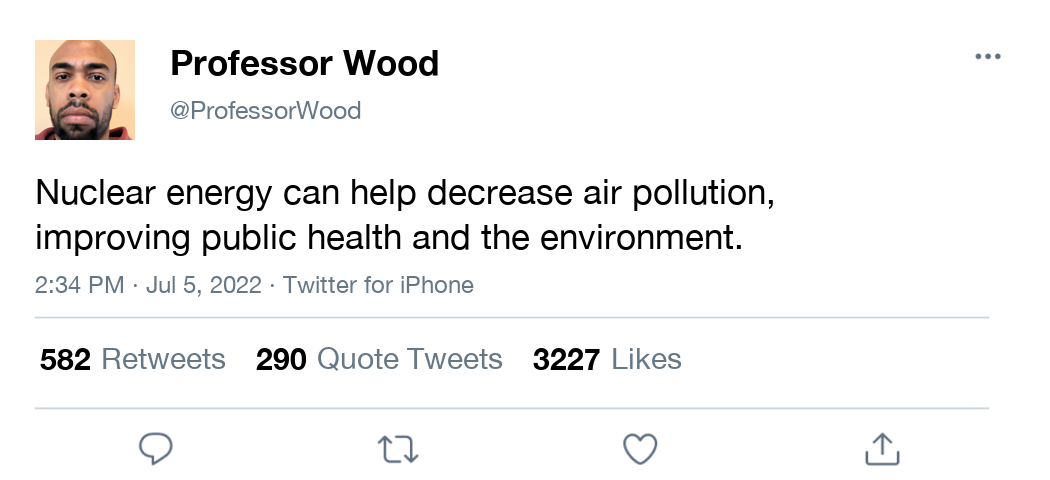 Professor Wood
@ProfessorWood
Nuclear energy can help decrease air pollution,
improving public health and the environment.
2:34 PM · Jul 5, 2022 · Twitter for iPhone
582 Retweets 290 Quote Tweets 3227 Likes